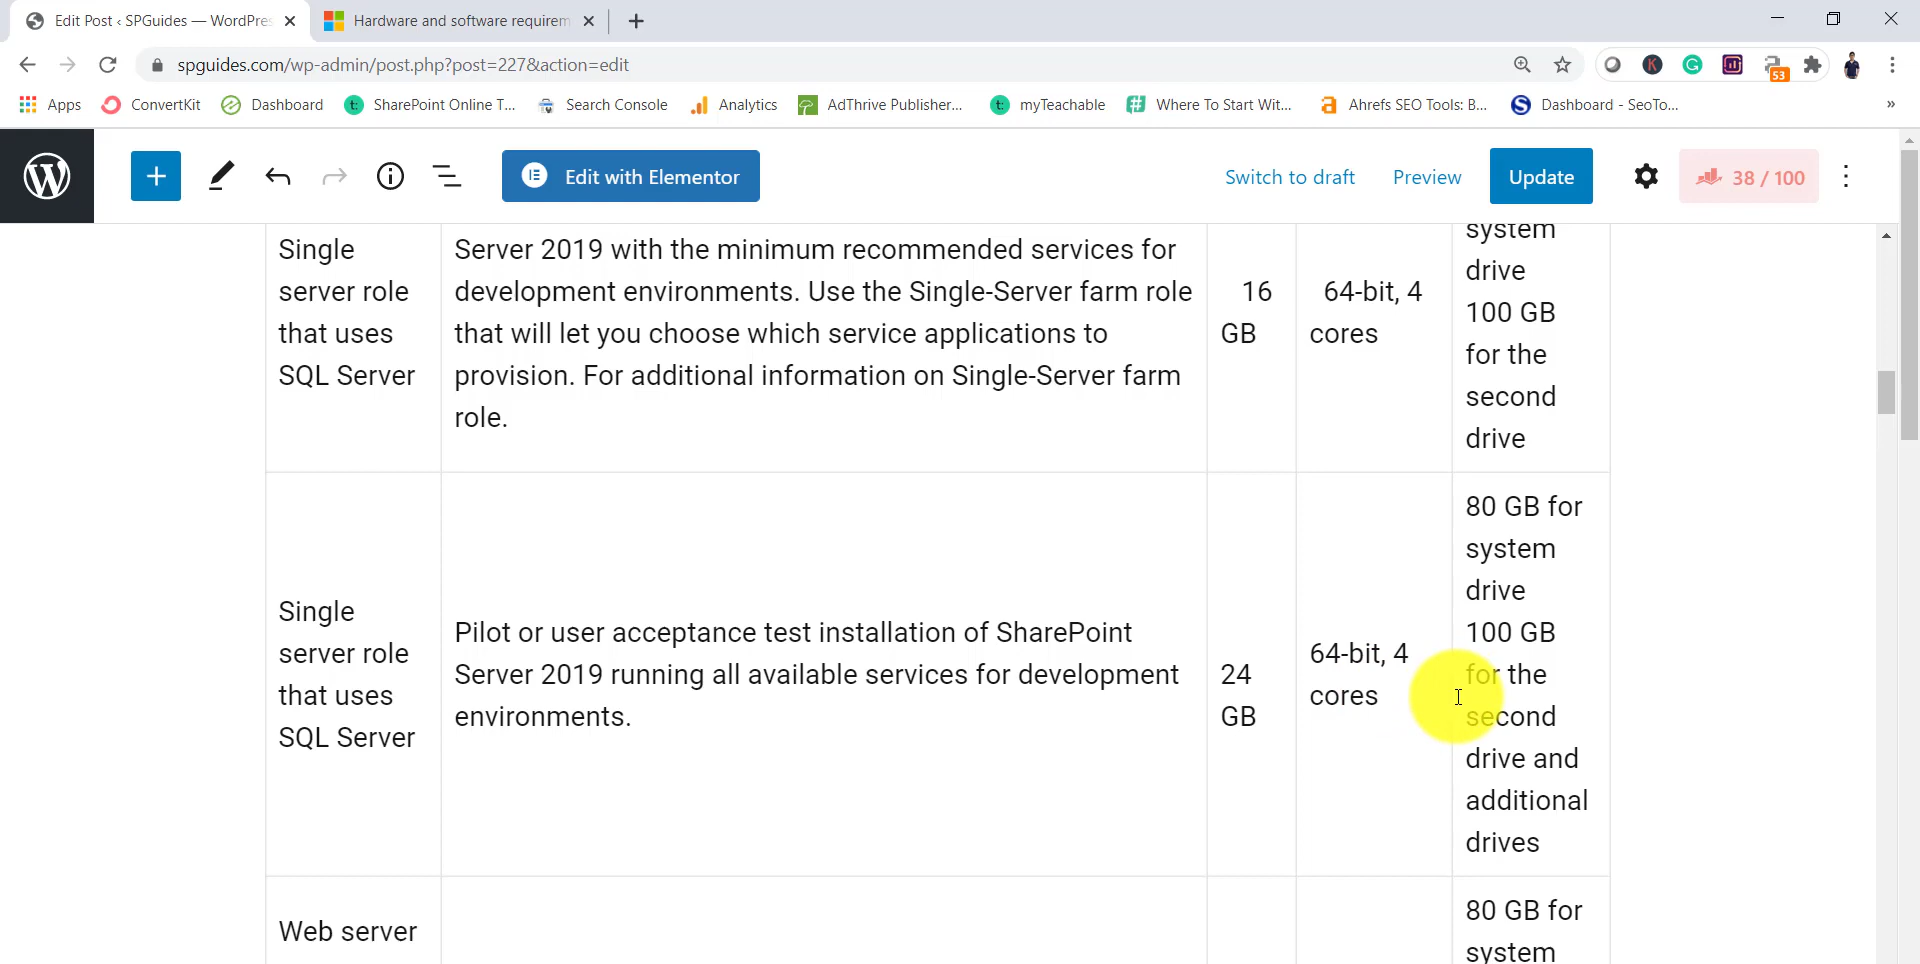 Edit Post ‹ SPGuides — WordPres
Hardware and software requirem
spguides.com/wp-admin/post.php?post=227&action=edit
K
G
53
Apps
ConvertKit
Dashboard
t: SharePoint Online T...
Search Console
Analytics
AdThrive Publisher...
t: myTeachable
Where To Start Wit...
a Ahrefs SEO Tools: B...
S Dashboard - SeoTo...
»
Edit with Elementor
Switch to draft
Preview
Update
38 / 100
Single
server role
that uses
SQL Server
Server 2019 with the minimum recommended services for
development environments. Use the Single-Server farm role
that will let you choose which service applications to
provision. For additional information on Single-Server farm
role.
16
GB
64-bit, 4
cores
system
drive
100 GB
for the
second
drive
Single
server role
that uses
SQL Server
Pilot or user acceptance test installation of SharePoint
Server 2019 running all available services for development
environments.
24
GB
64-bit, 4
cores
80 GB for
system
drive
100 GB
for the
second
drive and
additional
drives
Web server
80 GB for
system